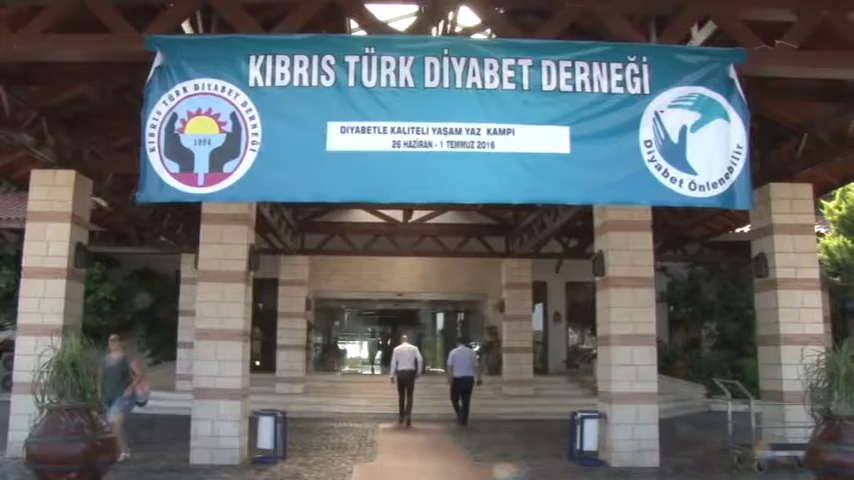 KIBRIS TÜRK DİYABET DERNEĞİ
DİYABETLE KALİTELİ YAŞAM YAZ KAMPI
26 HAZİRAN - 1 TEMMUZ 2016
KIBRIS TÜRK DİYABET DERNEĞİ
1994
Diyabet Önlenebilir